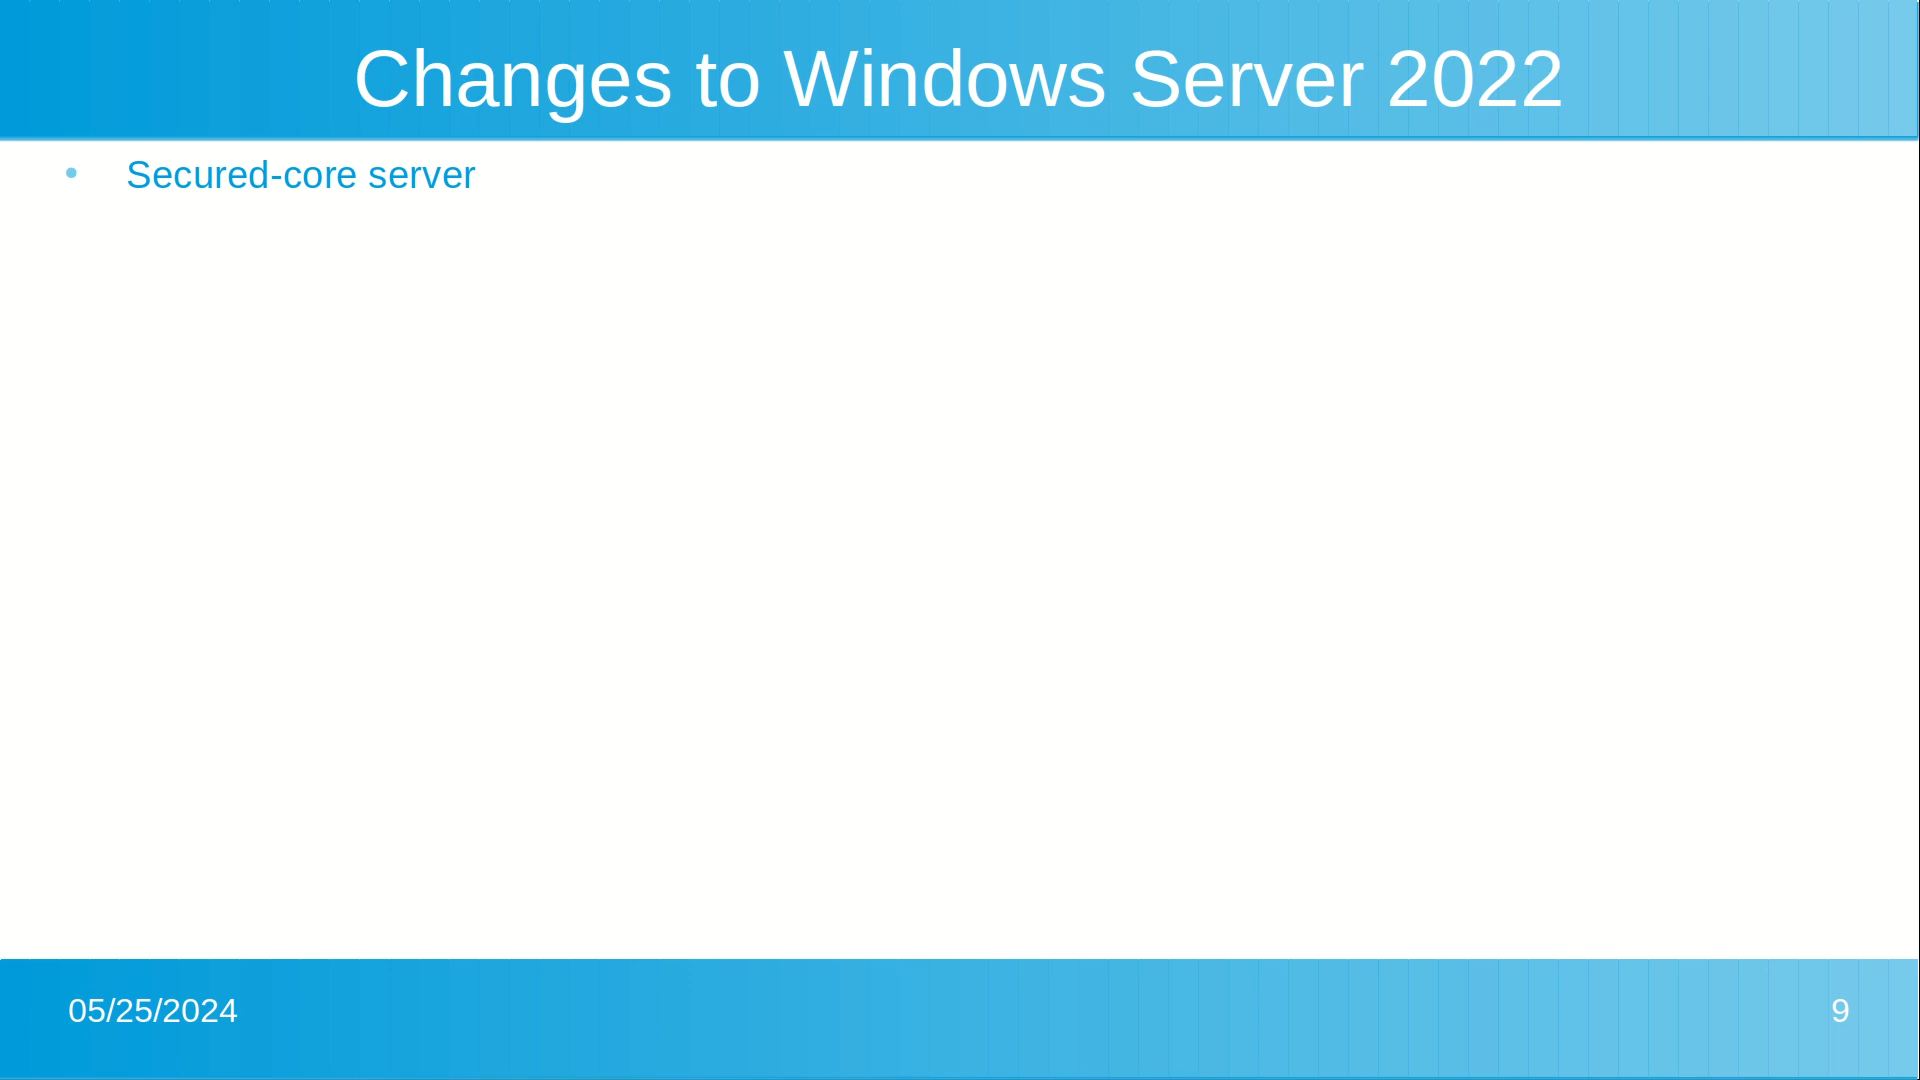 Changes to Windows Server 2022
• Secured-core server
05/25/2024
9